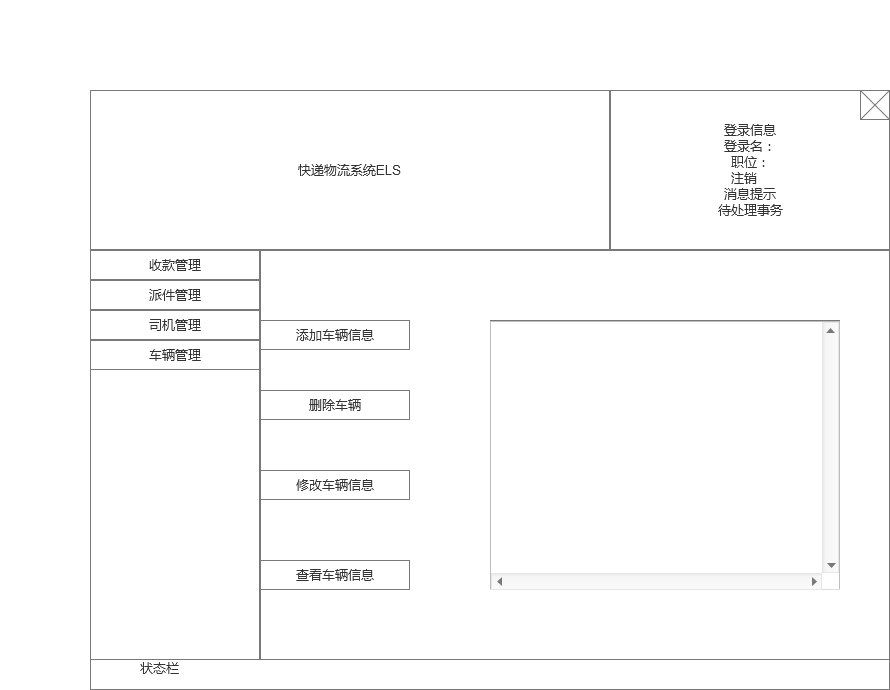 快递物流系统ELS
登录信息
登录名：
职位：
注销
消息提示
待处理事务
收款管理
派件管理
司机管理
车辆管理
添加车辆信息
删除车辆
修改车辆信息
查看车辆信息
状态栏